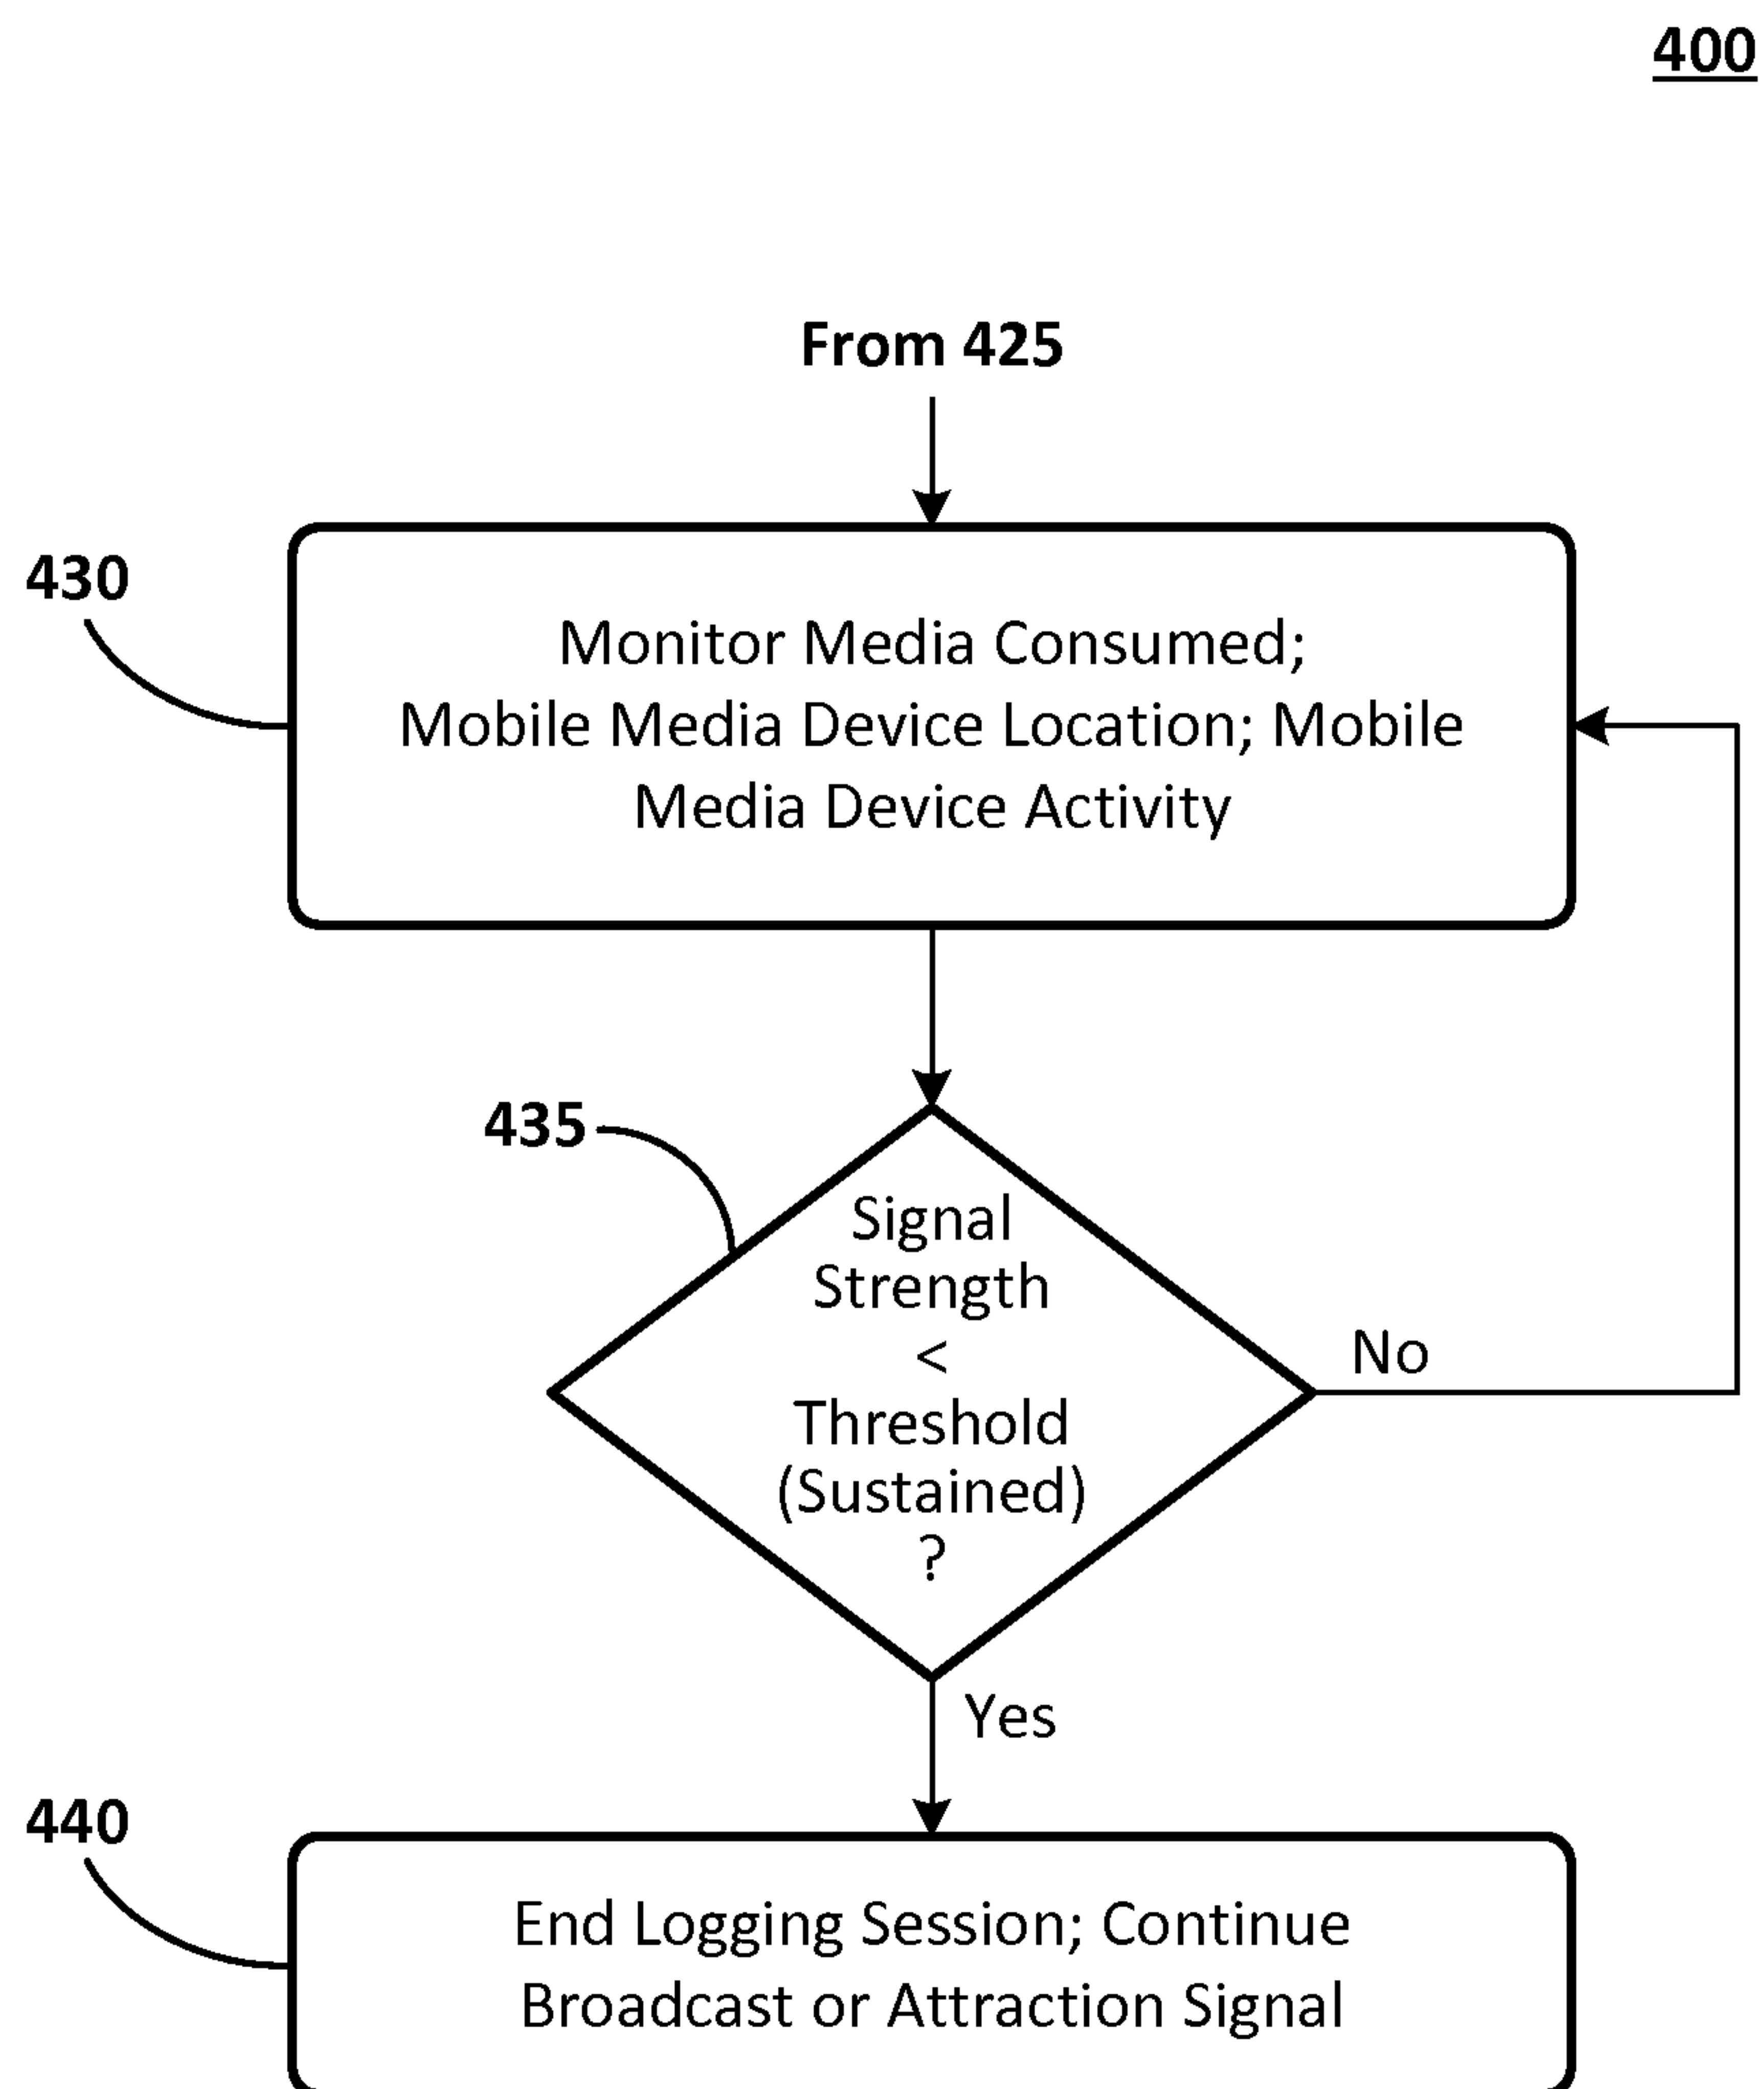 400
From 425
430
Monitor Media Consumed;
Mobile Media Device Location; Mobile
Media Device Activity
435
Signal
Strength
<
Threshold
(Sustained)
?
No
Yes
440
End Logging Session; Continue
Broadcast or Attraction Signal